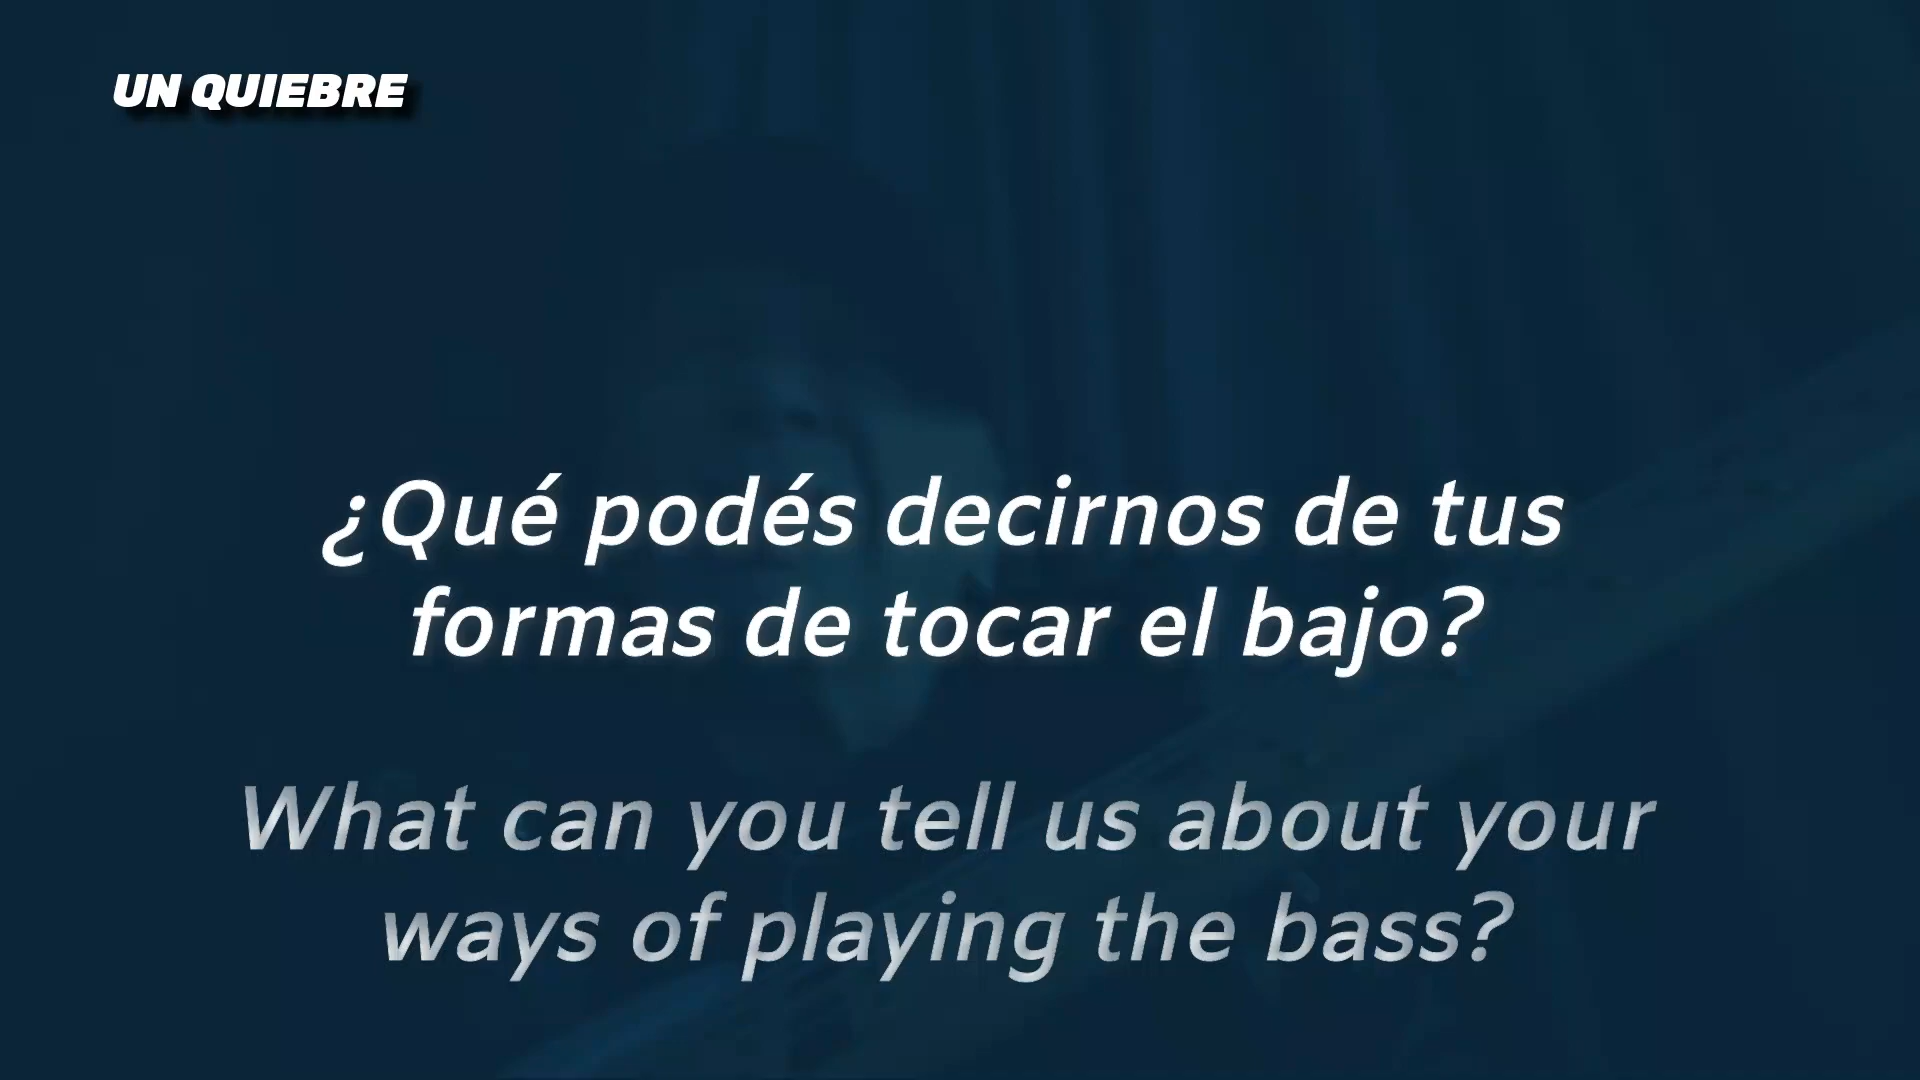 UN QUIEBRE
¿Qué podés decirnos de tus
formas de tocar el bajo?
What can you tell us about your
ways of playing the bass?